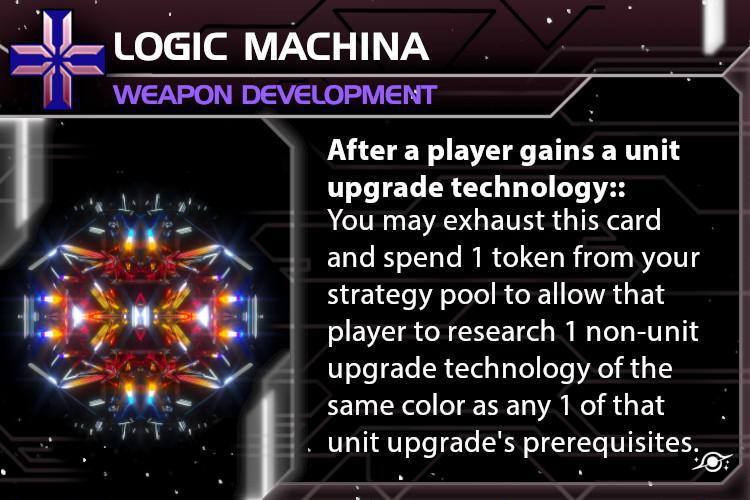 LOGIC MACHINA
WEAPON DEVELOPMENT
After a player gains a unit
upgrade technology::
You may exhaust this card
and spend 1 token from your
strategy pool to allow that
player to research 1 non-unit
upgrade technology of the
same color as any 1 of that
unit upgrade's prerequisites.